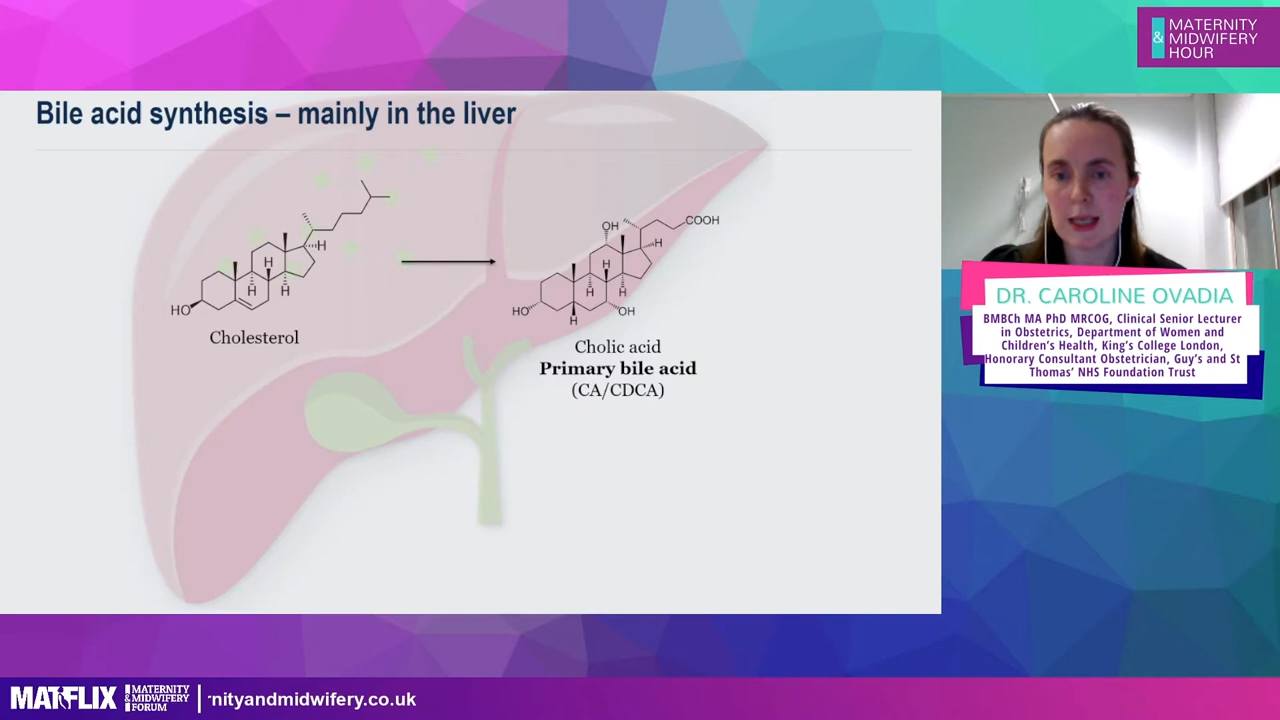 MATERNITY
& MIDWIFERY
HOUR
Bile acid synthesis – mainly in the liver
HO
H
H
H
H
Cholesterol
OH
COOH
H
H
H
H
HO
H
OH
Cholic acid
Primary bile acid
(CA/CDCA)
DR. CAROLINE OVADIA
BMBCh MA PhD MRCOG, Clinical Senior Lecturer
in Obstetrics, Department of Women and
Children's Health, King's College London,
Honorary Consultant Obstetrician, Guy's and St
Thomas' NHS Foundation Trust
MATFLIX
MATERNITY
& MIDWIFERY
FORUM
nityandmidwifery.co.uk